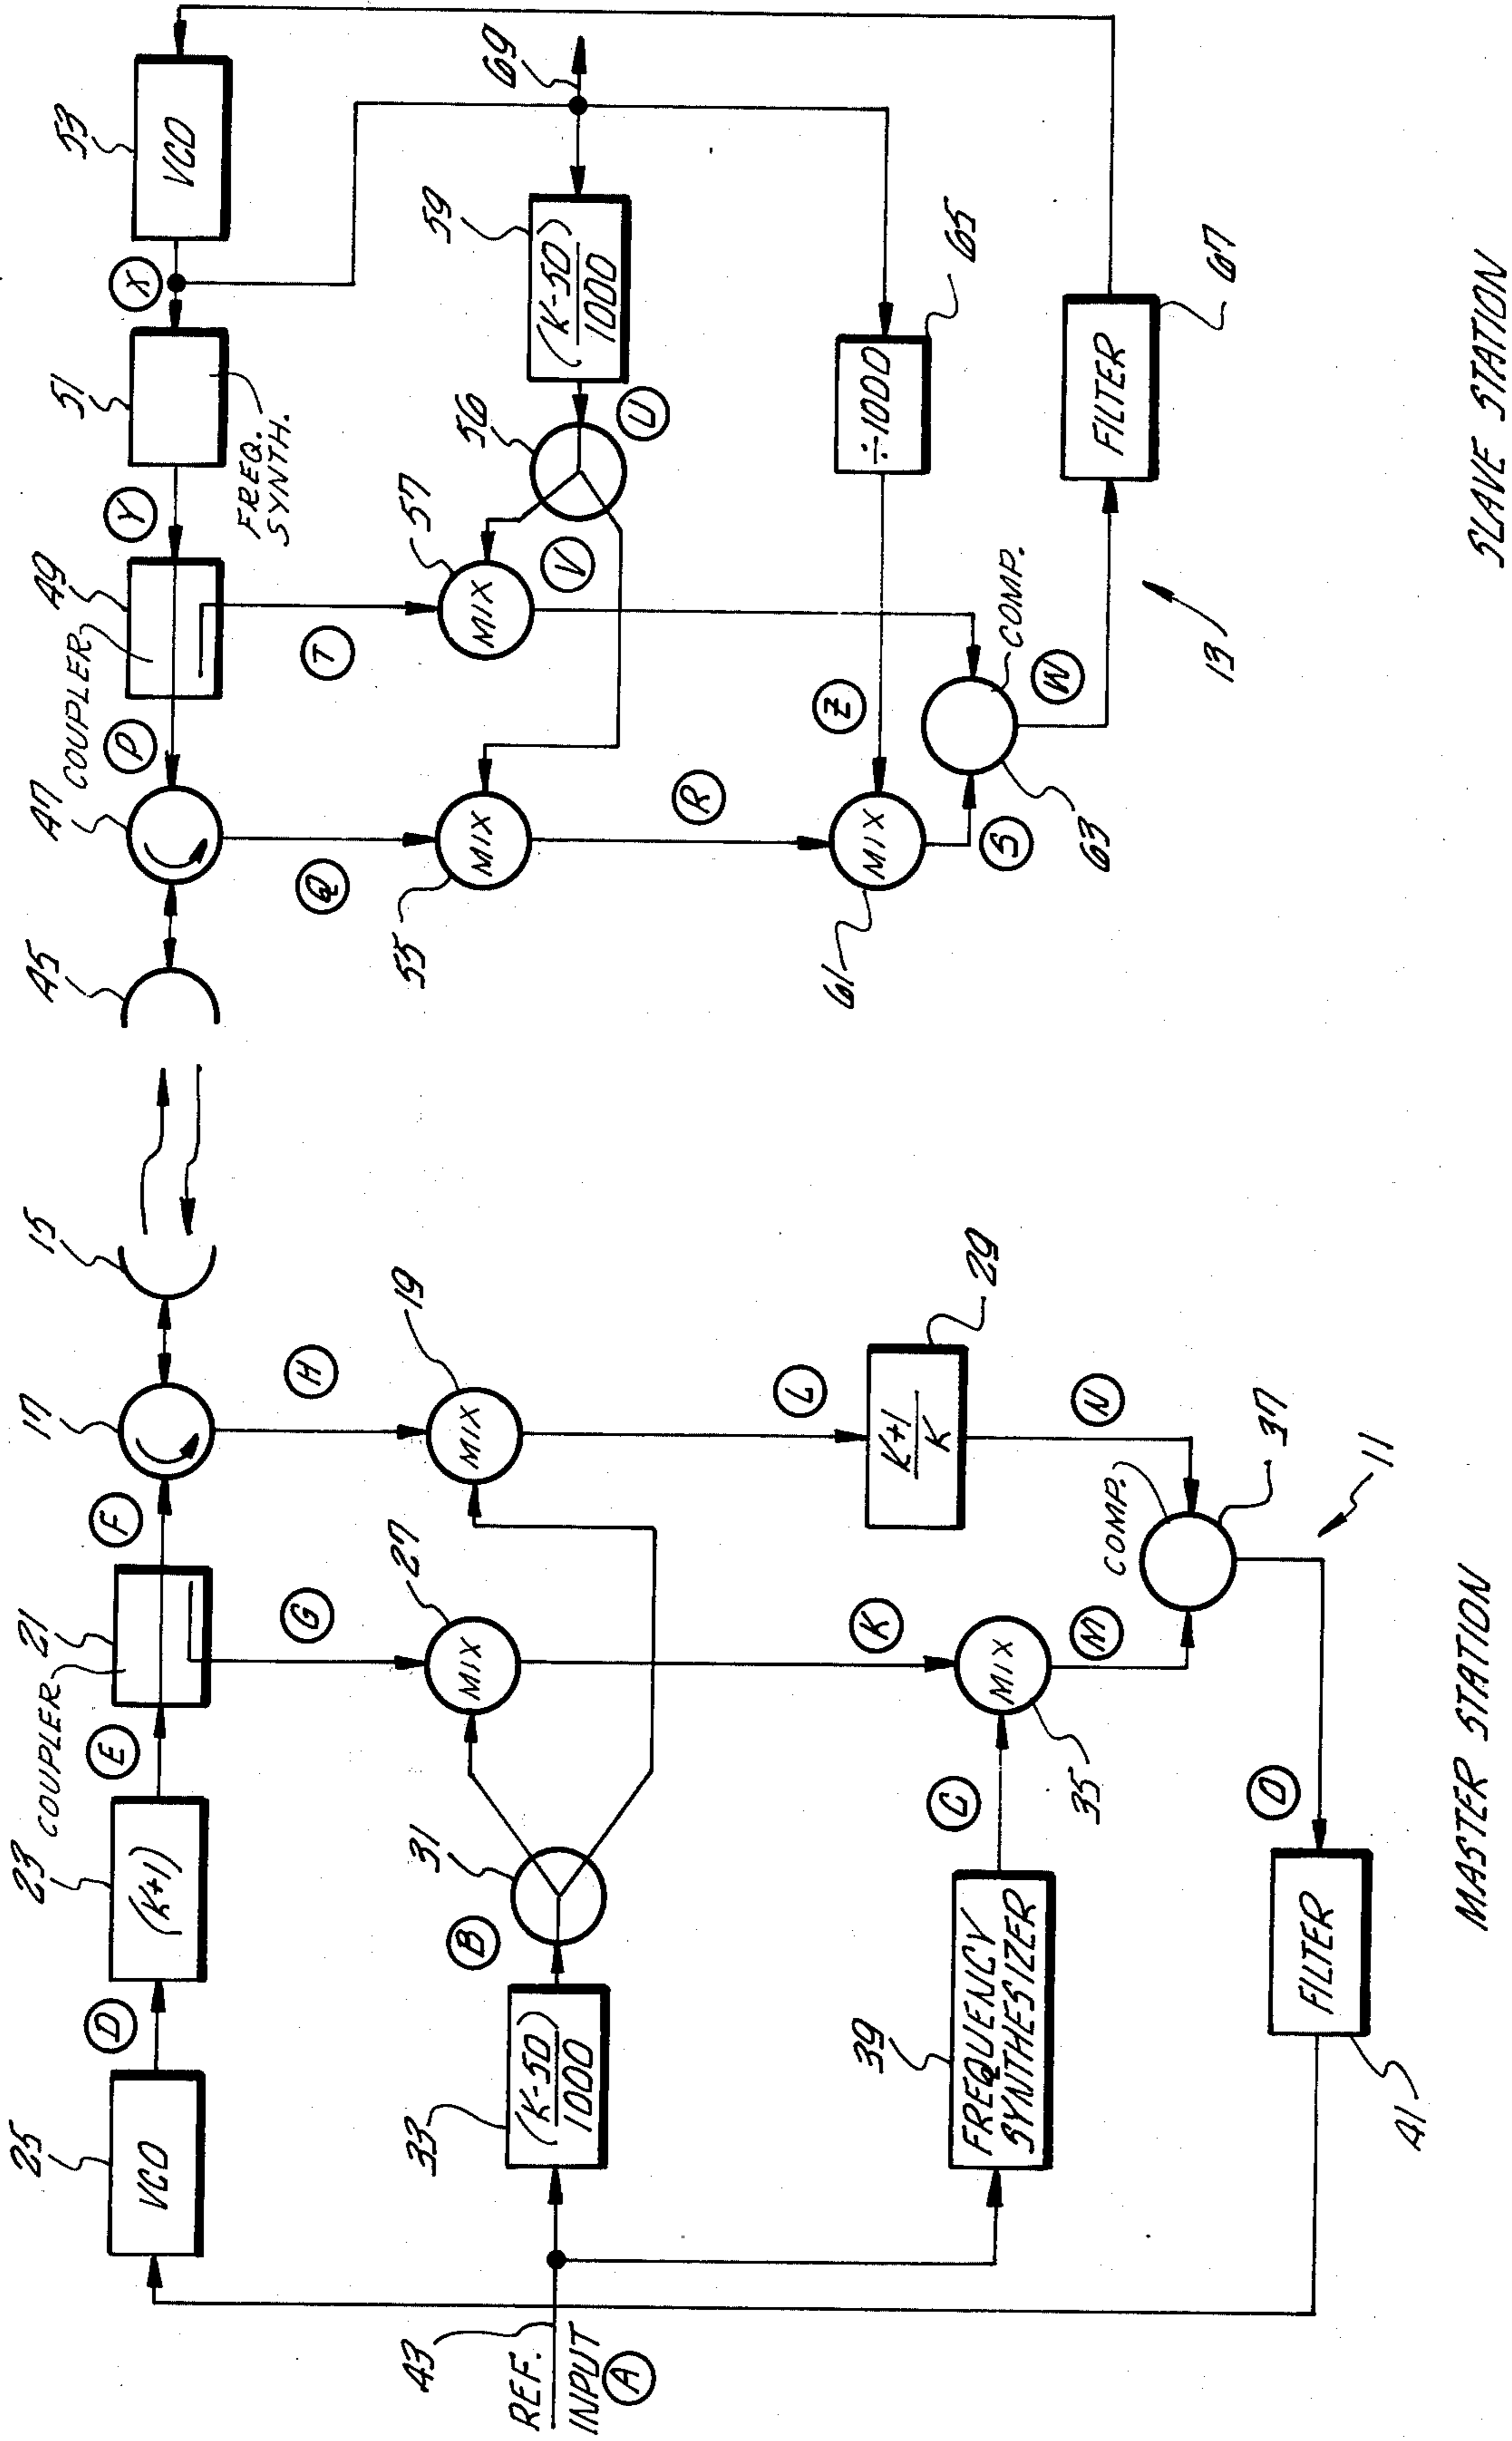 53
VCO
X
51
FREQ.
SYNTH.
Y
49
COUPLER
P
47
45
69
59
(K-50)
1000
56
U
57
MIX
V
T
Q
MIX
55
R
65
÷1000
Z
MIX
61
S
COMP.
63
W
FILTER
67
13
SLAVE STATION
15
17
H
F
21
COUPLER
E
23
(K+1)
D
25
VCO
19
MIX
G
27
MIX
31
B
33
(K-50)
1000
43
REF.
INPUT
A
L
K+1
K
29
N
K
MIX
35
M
C
39
FREQUENCY
SYNTHESIZER
COMP.
37
11
O
FILTER
41
MASTER STATION